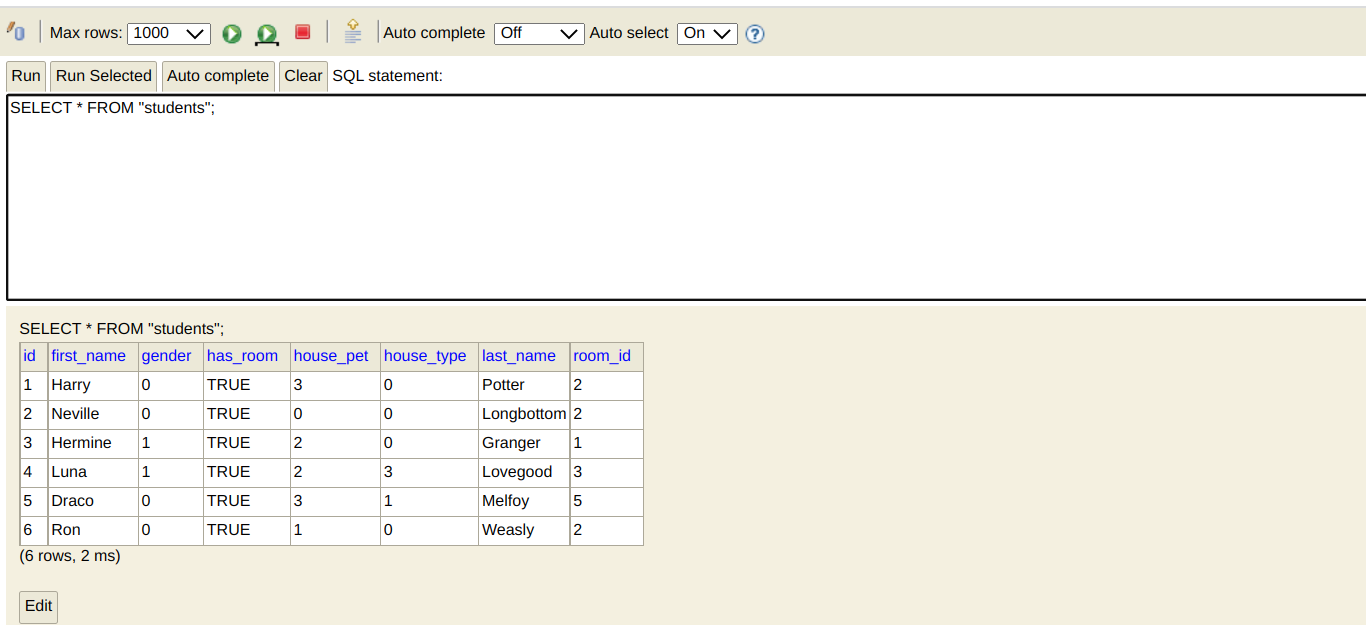 Max rows: 1000 Auto complete Off Auto select On ?
Run Run Selected Auto complete Clear SQL statement:
SELECT * FROM "students";
SELECT * FROM "students";
id first_name gender has_room house_pet house_type last_name room_id
1 Harry 0 TRUE 3 0 Potter 2
2 Neville 0 TRUE 0 0 Longbottom 2
3 Hermine 1 TRUE 2 0 Granger 1
4 Luna 1 TRUE 2 3 Lovegood 3
5 Draco 0 TRUE 3 1 Melfoy 5
6 Ron 0 TRUE 1 0 Weasly 2
(6 rows, 2 ms)
Edit